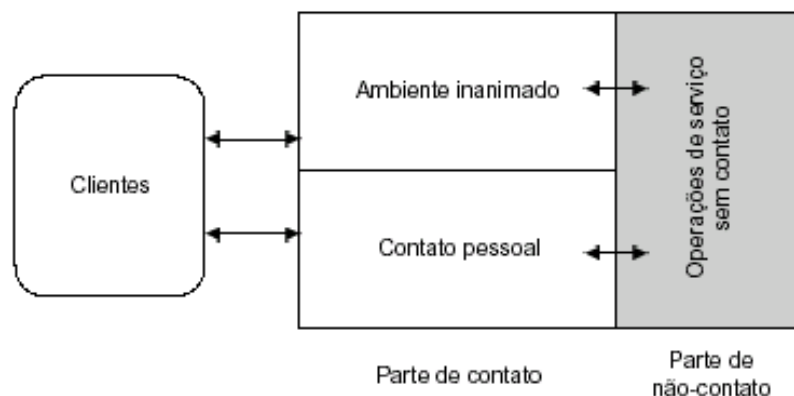 Clientes
Ambiente inanimado
Contato pessoal
Operações de serviço
sem contato
Parte de contato
Parte de
não-contato